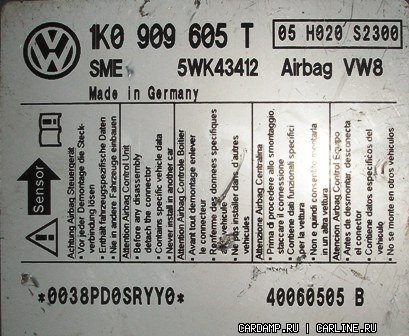 1K0 909 605 T
05 H020 S2300
SME 5WK43412 Airbag VW8
Made in Germany
Sensor
Achtung Airbag Steuergerät
• Vor jeder Demontage die Steck-
verbindung lösen
• Enthält fahrzeugspezifische Daten
• Nie in andere Fahrzeuge einbauen
Attention Airbag Control Unit
• Before any disassembly
detach the connector
• Contains specific vehicle data
• Never install in another car
Attention Airbag Controle Boitier
• Avant tout demontage enlever
le connecteur
• Renferme des donnees specifiques
du vehicule
• Ne pas installer dans d'autres
vehicules
Attenzione Airbag Centralina
• Prima di procedere allo smontaggio,
staccare il connessione
• Contiene dati funzionali specifici
per la vettura
• Non e quindi consente montarla
in un altra vettura
Atencion Airbag Control Equipo
• Antes de desmontar, desconecta
el conector
• Contiene datos especificos del
vehiculo
• No se monte en otros vehiculos
*0038PD0SRYY0*
40060505 B
CARDAMP.RU | CARLINE.RU